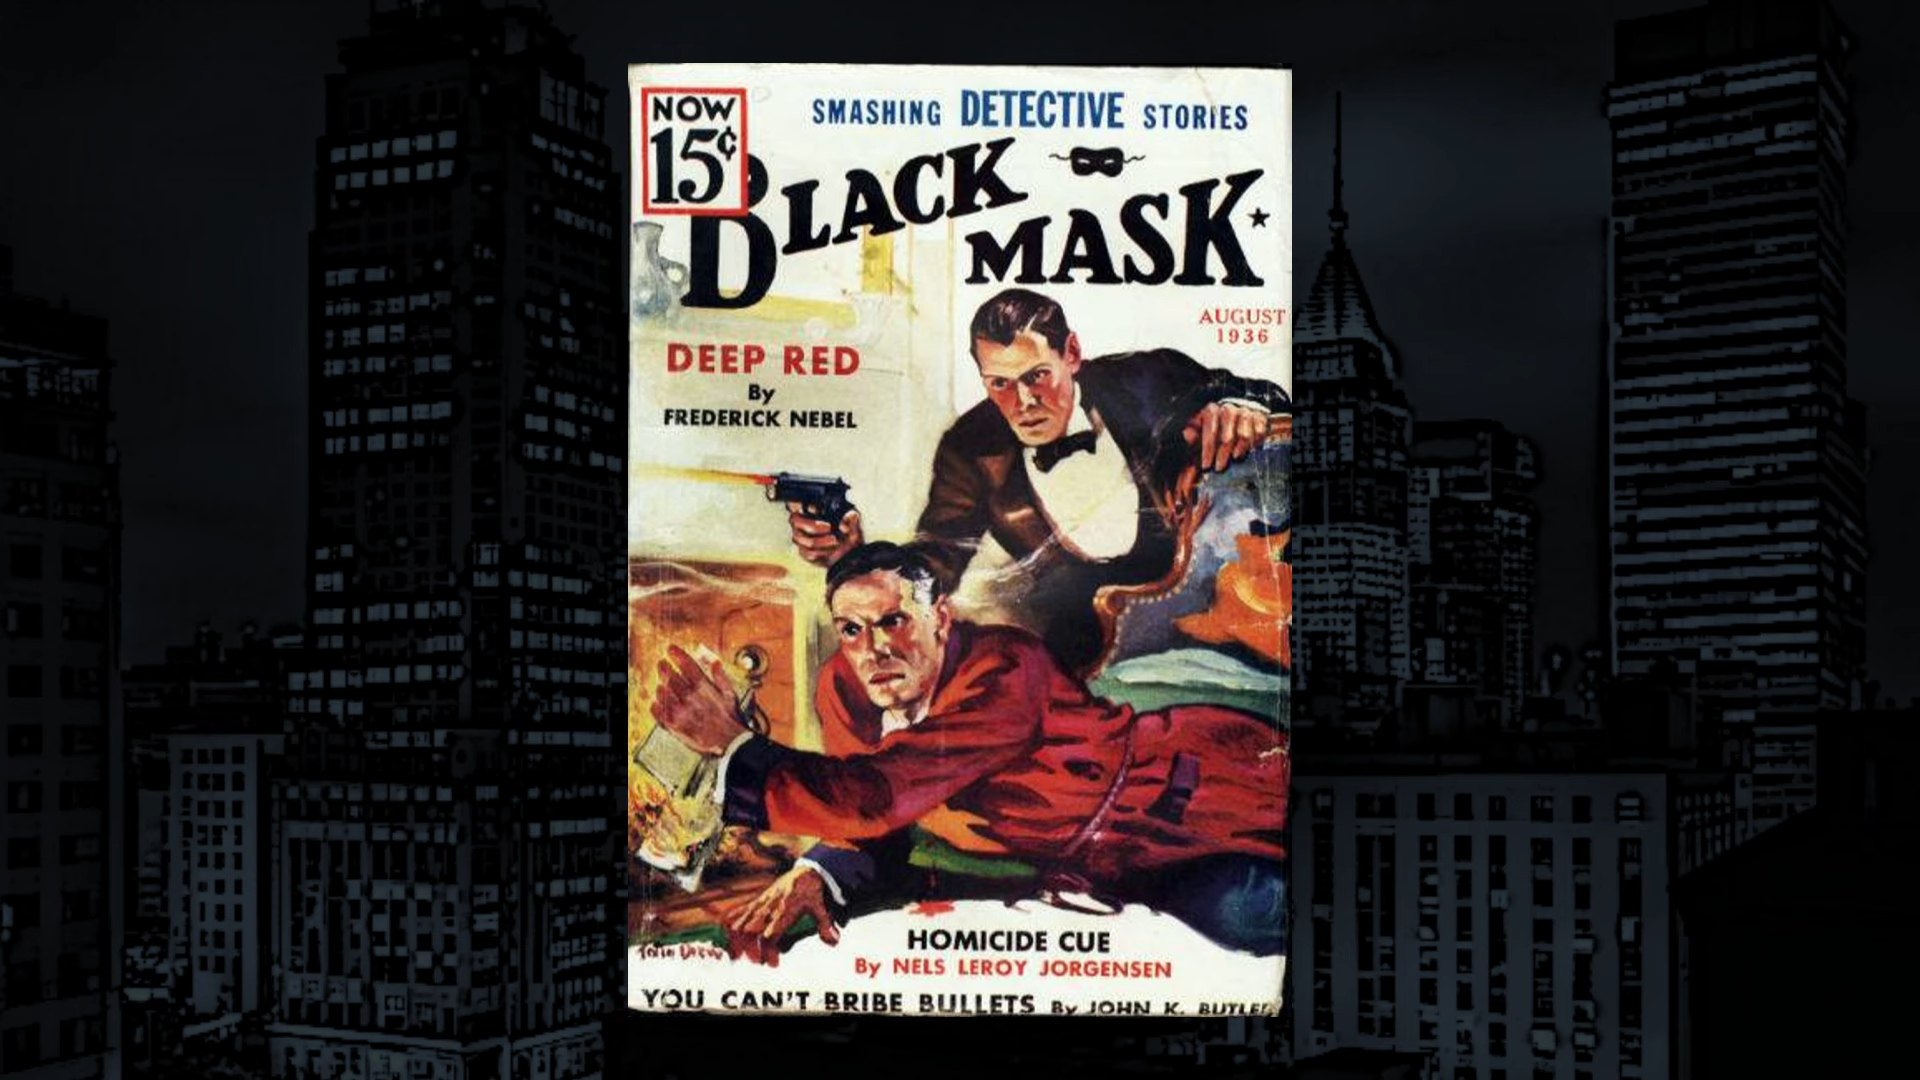 NOW
15¢
SMASHING DETECTIVE STORIES
BLACK
MASK
AUGUST
1936
DEEP RED
By
FREDERICK NEBEL
HOMICIDE CUE
By NELS LEROY JORGENSEN
YOU CAN'T BRIBE BULLETS By JOHN K. BUTLER